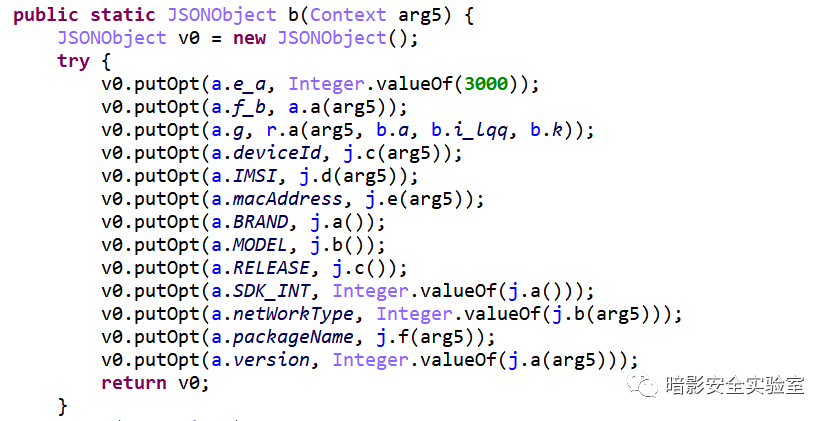 public static JSONObject b(Context arg5) {
    JSONObject v0 = new JSONObject();
    try {
        v0.putOpt(a.e_a, Integer.valueOf(3000));
        v0.putOpt(a.f_b, a.a(arg5));
        v0.putOpt(a.g, r.a(arg5, b.a, b.i_lqq, b.k));
        v0.putOpt(a.deviceId, j.c(arg5));
        v0.putOpt(a.IMSI, j.d(arg5));
        v0.putOpt(a.macAddress, j.e(arg5));
        v0.putOpt(a.BRAND, j.a());
        v0.putOpt(a.MODEL, j.b());
        v0.putOpt(a.RELEASE, j.c());
        v0.putOpt(a.SDK_INT, Integer.valueOf(j.a()));
        v0.putOpt(a.netWorkType, Integer.valueOf(j.b(arg5)));
        v0.putOpt(a.packageName, j.f(arg5));
        v0.putOpt(a.version, Integer.valueOf(j.a(arg5)));
        return v0;
    }
暗影安全实验室